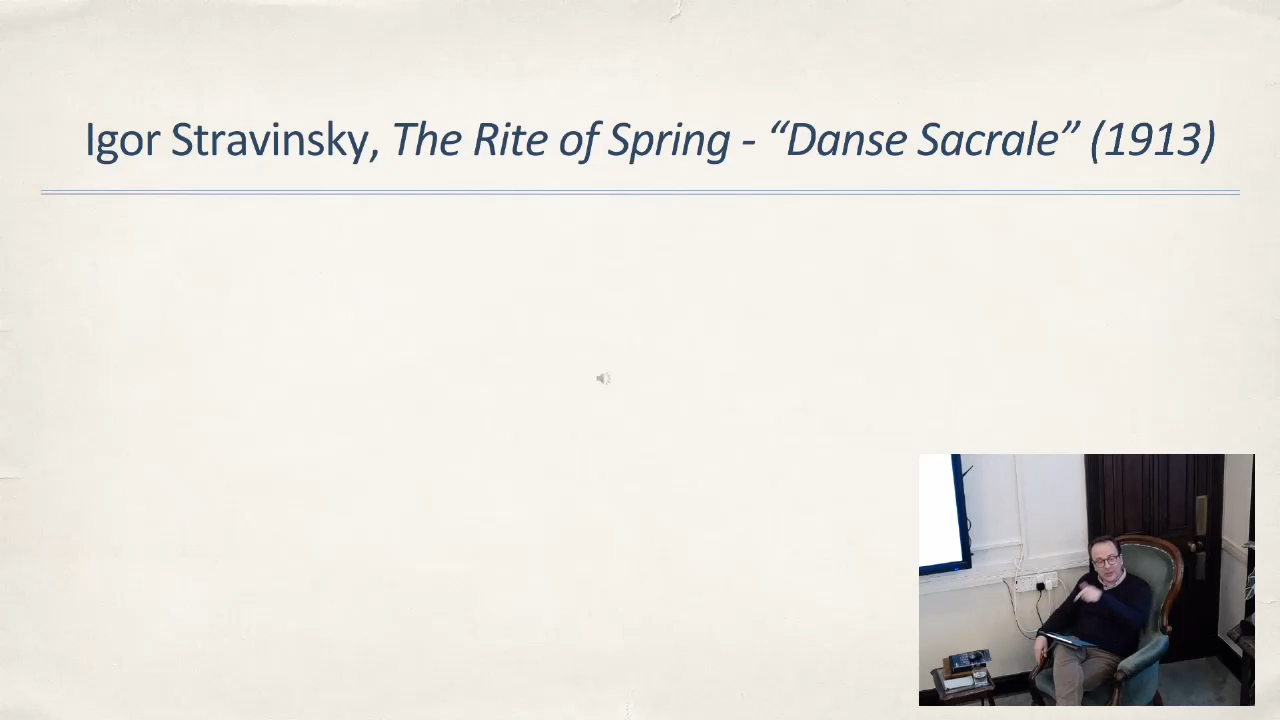 Igor Stravinsky, The Rite of Spring - “Danse Sacrale” (1913)